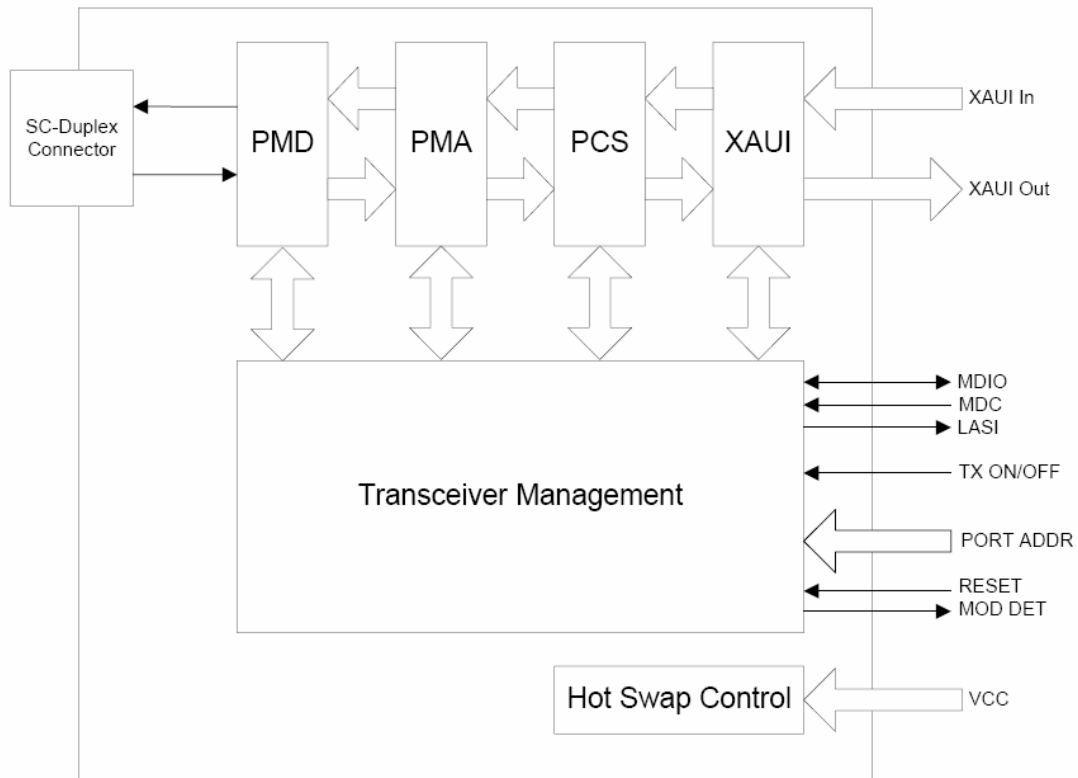 SC-Duplex
Connector
PMD
PMA
PCS
XAUI
XAUI In
XAUI Out
Transceiver Management
MDIO
MDC
LASI
TX ON/OFF
PORT ADDR
RESET
MOD DET
Hot Swap Control
VCC